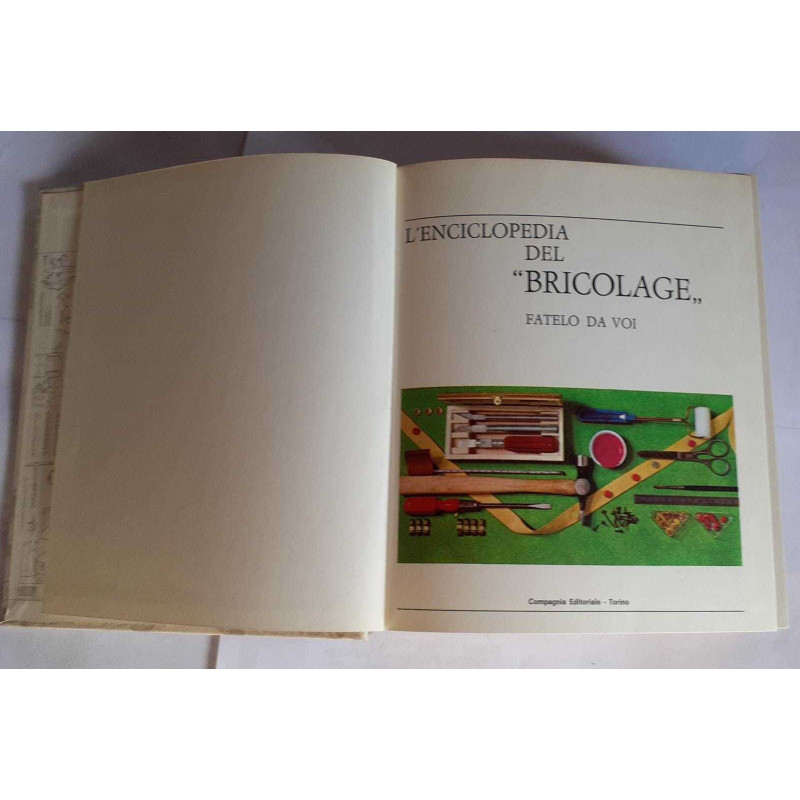 L'ENCICLOPEDIA
DEL
“BRICOLAGE„
FATELO DA VOI
Compagnia Editoriale - Torino